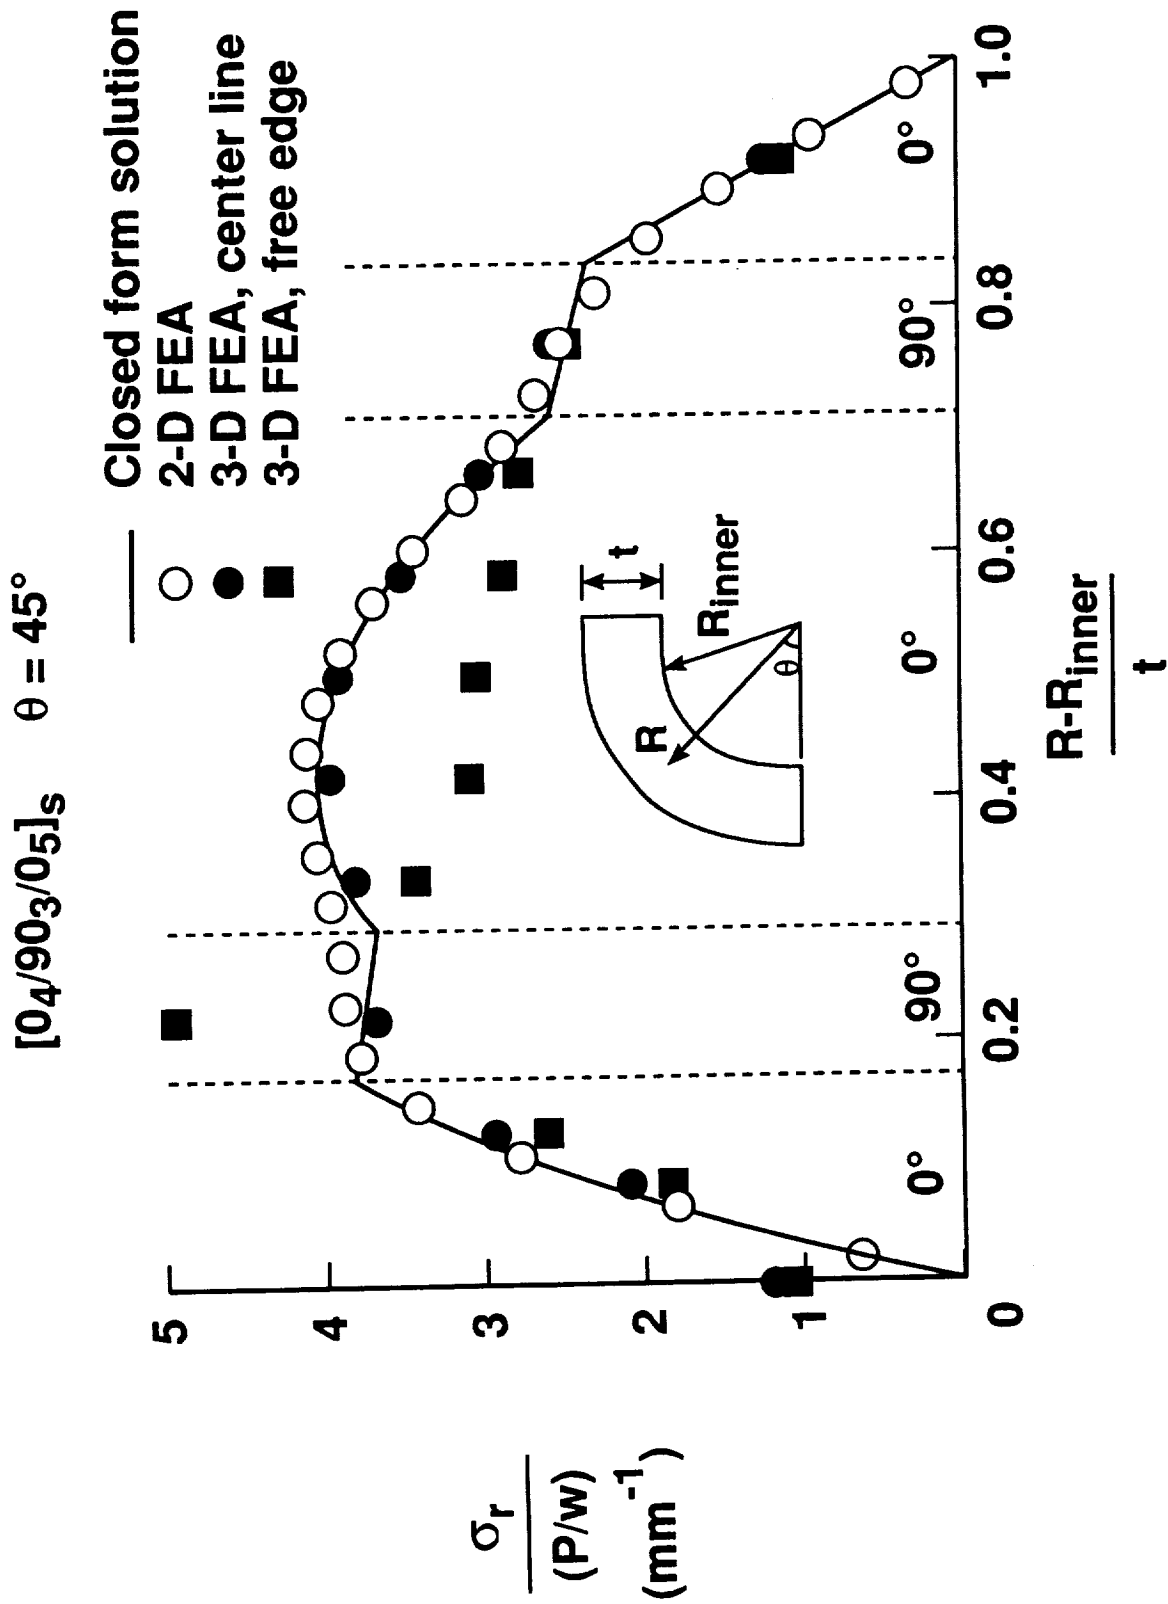 [0₄/90₃/0₅]ₛ θ = 45°
Closed form solution
2-D FEA
3-D FEA, center line
3-D FEA, free edge
σᵣ
(P/w)
(mm⁻¹)
5
4
3
2
1
0
0.2
0.4
0.6
0.8
1.0
0°
90°
0°
90°
0°
R
θ
Rinner
t
R-Rinner
t